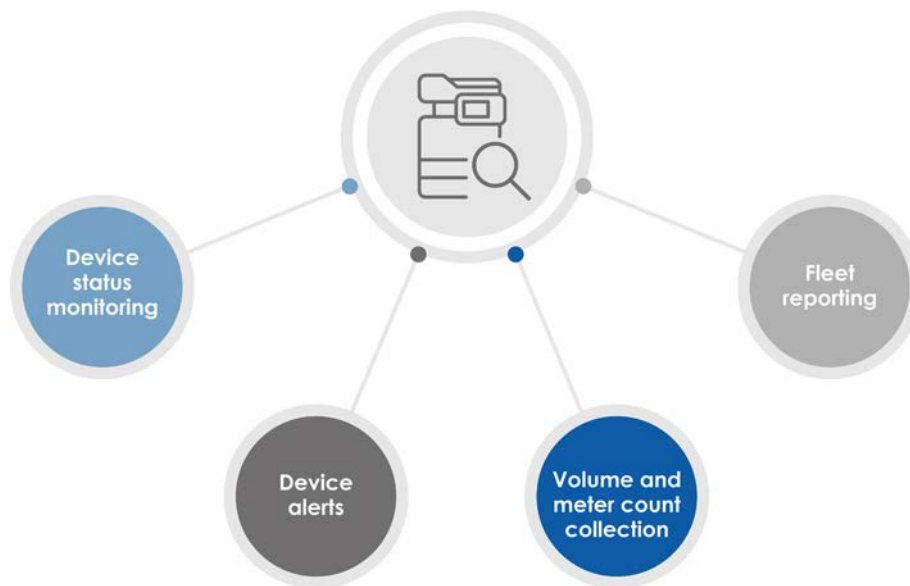 Device
status
monitoring
Fleet
reporting
Device
alerts
Volume and
meter count
collection